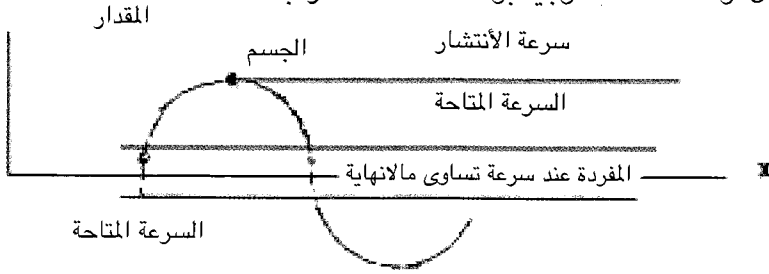 المقدار
سرعة الأنتشار
الجسم
السرعة المتاحة
المفردة عند سرعة تساوى مالانهاية
السرعة المتاحة